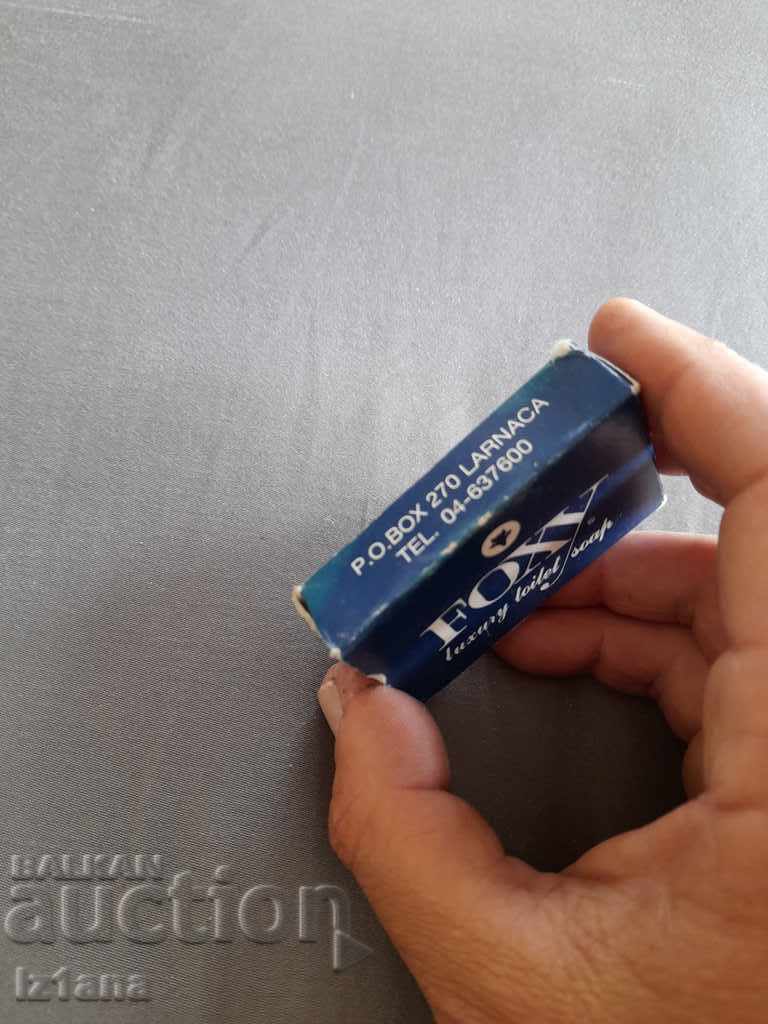 P.O.BOX 270 LARNACA
TEL. 04-637600
FOXY
luxury toilet soap
BALKAN
auction
Iz1ana